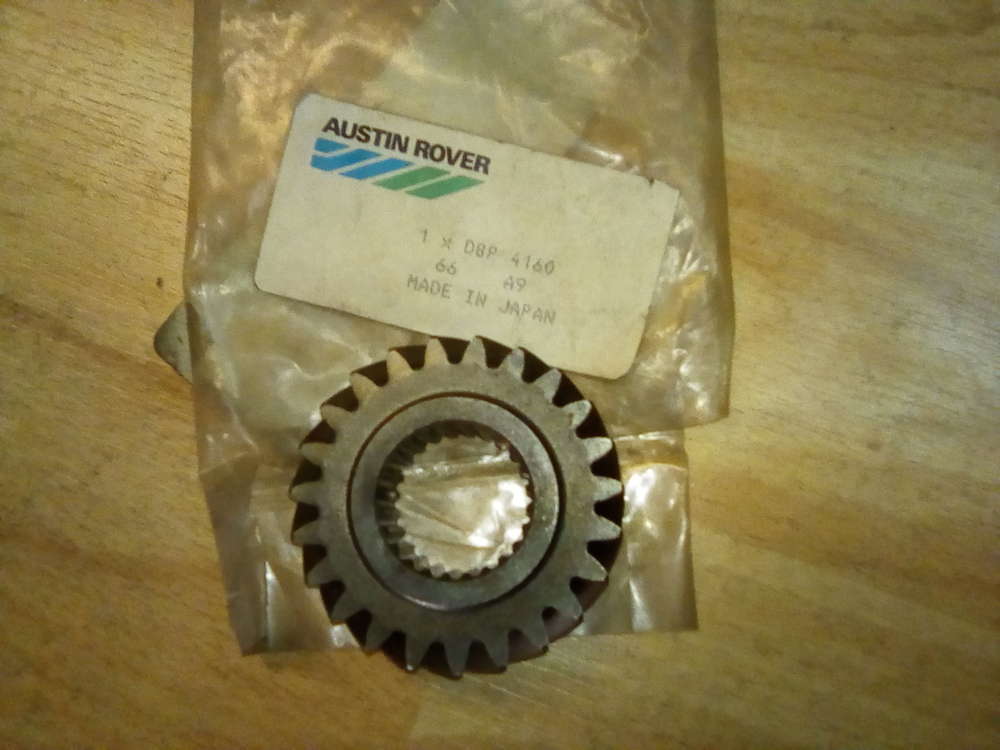 AUSTIN ROVER
1 X DBP 4160
66 A9
MADE IN JAPAN